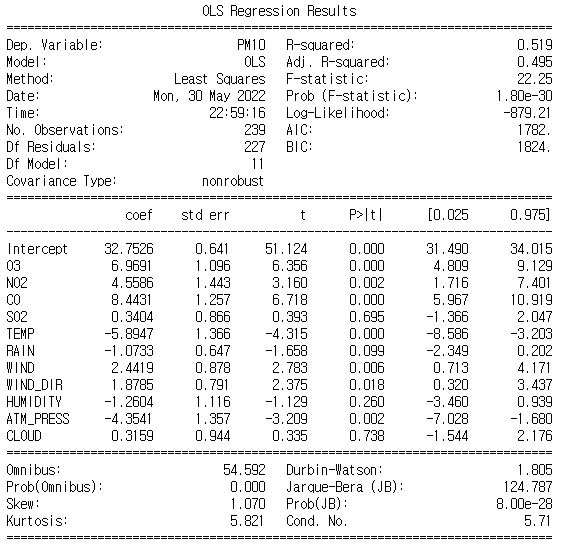 OLS Regression Results
==============================================================================
Dep. Variable:                   PM10   R-squared:                       0.519
Model:                            OLS   Adj. R-squared:                  0.495
Method:                 Least Squares   F-statistic:                     22.25
Date:                Mon, 30 May 2022   Prob (F-statistic):           1.80e-30
Time:                        22:59:16   Log-Likelihood:                -879.21
No. Observations:                 239   AIC:                             1782.
Df Residuals:                     227   BIC:                             1824.
Df Model:                          11
Covariance Type:            nonrobust
==============================================================================
                 coef    std err          t      P>|t|      [0.025      0.975]
------------------------------------------------------------------------------
Intercept     32.7526      0.641     51.124      0.000      31.490      34.015
O3             6.9691      1.096      6.356      0.000       4.809       9.129
NO2            4.5586      1.443      3.160      0.002       1.716       7.401
CO             8.4431      1.257      6.718      0.000       5.967      10.919
SO2            0.3404      0.866      0.393      0.695      -1.366       2.047
TEMP          -5.8947      1.366     -4.315      0.000      -8.586      -3.203
RAIN          -1.0733      0.647     -1.658      0.099      -2.349       0.202
WIND           2.4419      0.878      2.783      0.006       0.713       4.171
WIND_DIR       1.8785      0.791      2.375      0.018       0.320       3.437
HUMIDITY      -1.2604      1.116     -1.129      0.260      -3.460       0.939
ATM_PRESS     -4.3541      1.357     -3.209      0.002      -7.028      -1.680
CLOUD          0.3159      0.944      0.335      0.738      -1.544       2.176
==============================================================================
Omnibus:                       54.592   Durbin-Watson:                   1.805
Prob(Omnibus):                  0.000   Jarque-Bera (JB):              124.787
Skew:                           1.070   Prob(JB):                     8.00e-28
Kurtosis:                       5.821   Cond. No.                         5.71
==============================================================================